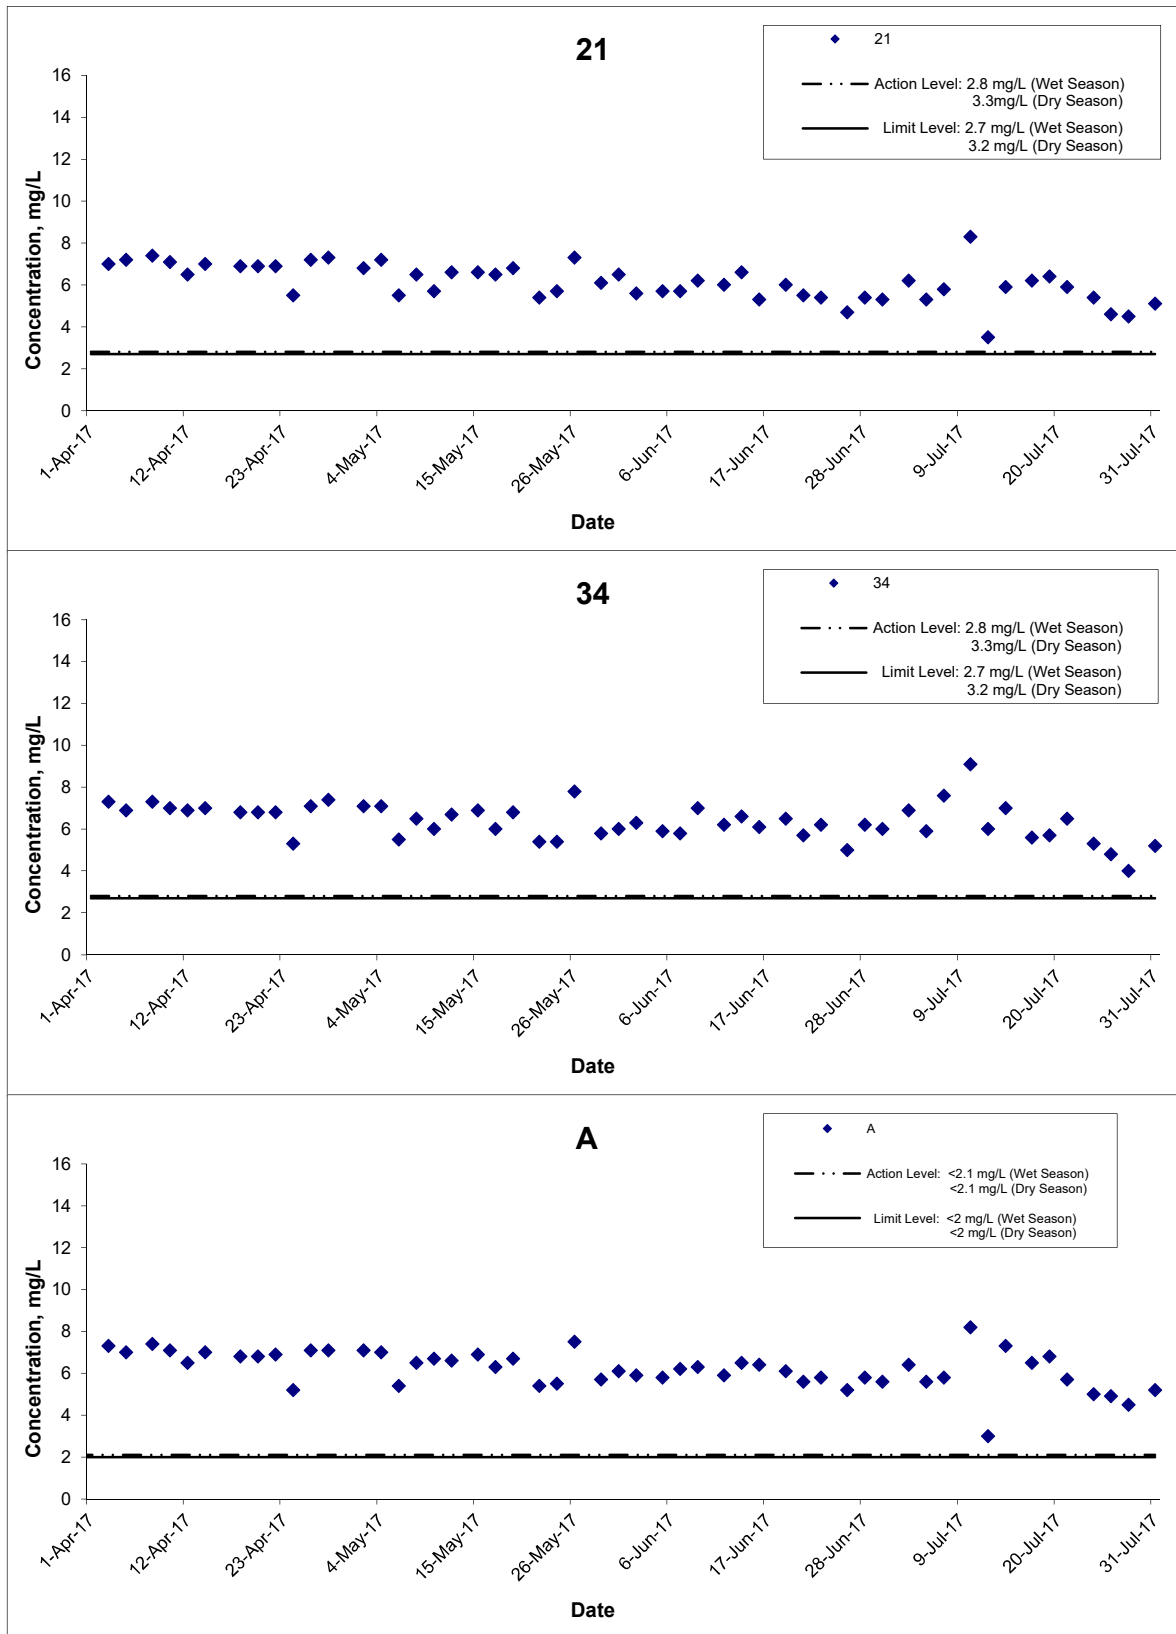 21
21
Action Level: 2.8 mg/L (Wet Season)
3.3mg/L (Dry Season)
Limit Level: 2.7 mg/L (Wet Season)
3.2 mg/L (Dry Season)
Concentration, mg/L
16
14
12
10
8
6
4
2
0
1-Apr-17
12-Apr-17
23-Apr-17
4-May-17
15-May-17
26-May-17
6-Jun-17
17-Jun-17
28-Jun-17
9-Jul-17
20-Jul-17
31-Jul-17
Date
34
34
Action Level: 2.8 mg/L (Wet Season)
3.3mg/L (Dry Season)
Limit Level: 2.7 mg/L (Wet Season)
3.2 mg/L (Dry Season)
Concentration, mg/L
16
14
12
10
8
6
4
2
0
1-Apr-17
12-Apr-17
23-Apr-17
4-May-17
15-May-17
26-May-17
6-Jun-17
17-Jun-17
28-Jun-17
9-Jul-17
20-Jul-17
31-Jul-17
Date
A
A
Action Level: <2.1 mg/L (Wet Season)
<2.1 mg/L (Dry Season)
Limit Level: <2 mg/L (Wet Season)
<2 mg/L (Dry Season)
Concentration, mg/L
16
14
12
10
8
6
4
2
0
1-Apr-17
12-Apr-17
23-Apr-17
4-May-17
15-May-17
26-May-17
6-Jun-17
17-Jun-17
28-Jun-17
9-Jul-17
20-Jul-17
31-Jul-17
Date